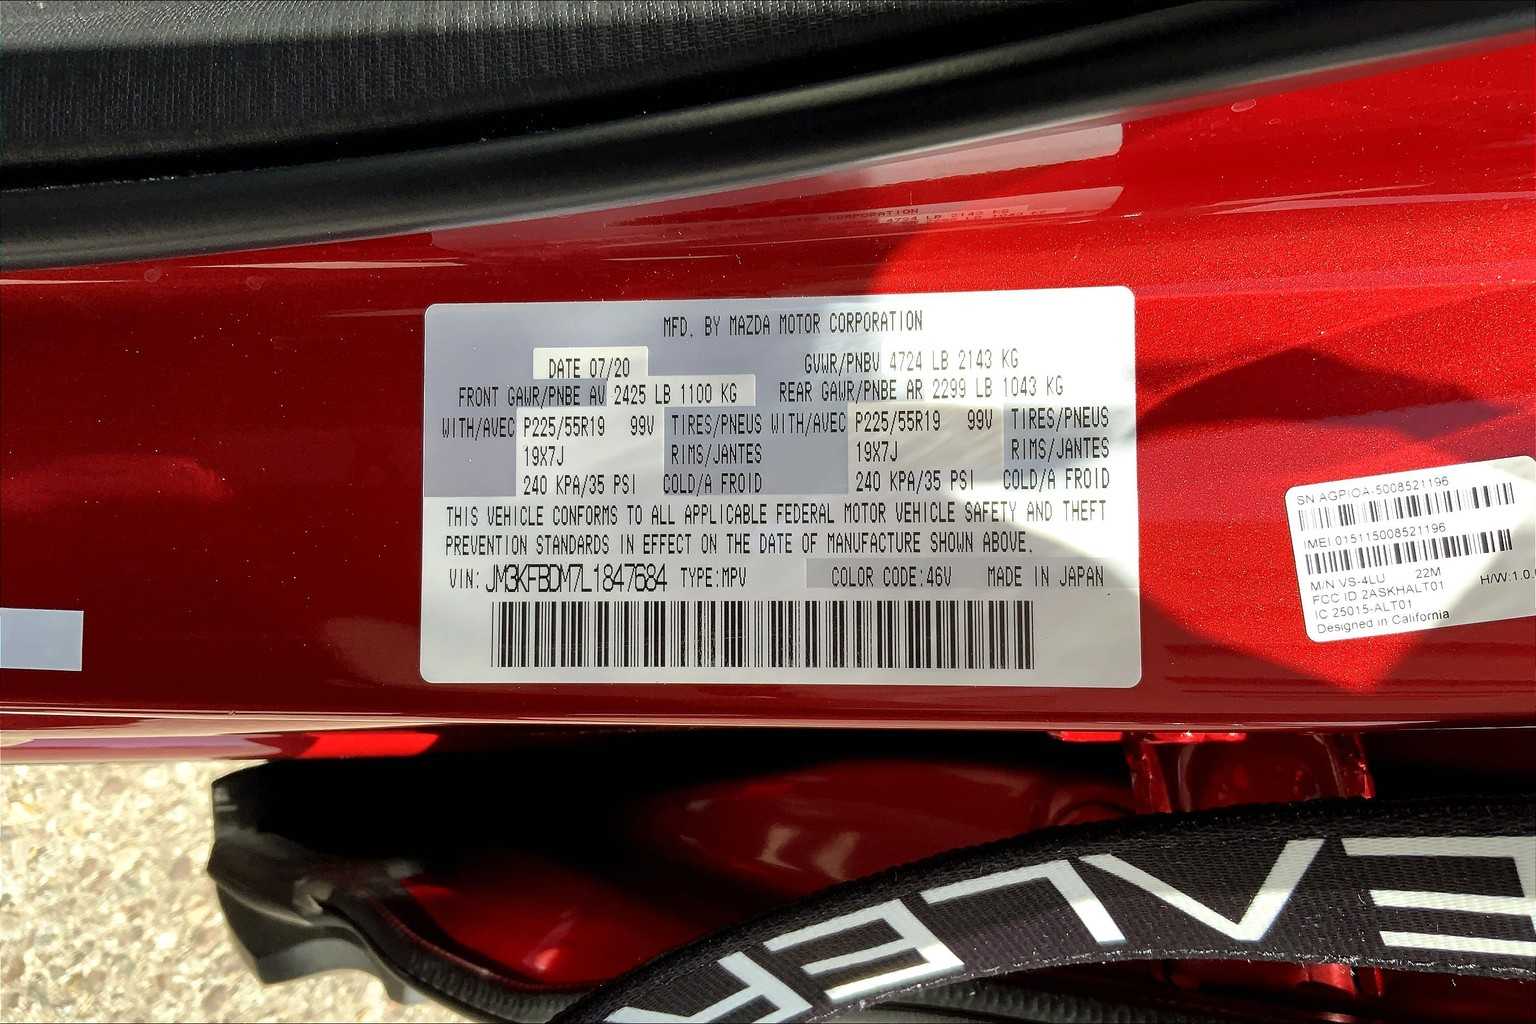 MFD. BY MAZDA MOTOR CORPORATION
DATE 07/20 GVWR/PNBV 4724 LB 2143 KG
FRONT GAWR/PNBE AV 2425 LB 1100 KG REAR GAWR/PNBE AR 2299 LB 1043 KG
WITH/AVEC P225/55R19 99V TIRES/PNEUS WITH/AVEC P225/55R19 99V TIRES/PNEUS
19X7J RIMS/JANTES 19X7J RIMS/JANTES
240 KPA/35 PSI COLD/A FROID 240 KPA/35 PSI COLD/A FROID
THIS VEHICLE CONFORMS TO ALL APPLICABLE FEDERAL MOTOR VEHICLE SAFETY AND THEFT
PREVENTION STANDARDS IN EFFECT ON THE DATE OF MANUFACTURE SHOWN ABOVE.
VIN: JM3KFBDM7L1847684 TYPE:MPV COLOR CODE:46V MADE IN JAPAN
SN AGPIOA-5008521196
IMEI 015115008521196
M/N VS-4LU 22M H/W:1.0
FCC ID 2ASKHALT01
IC 25015-ALT01
Designed in California